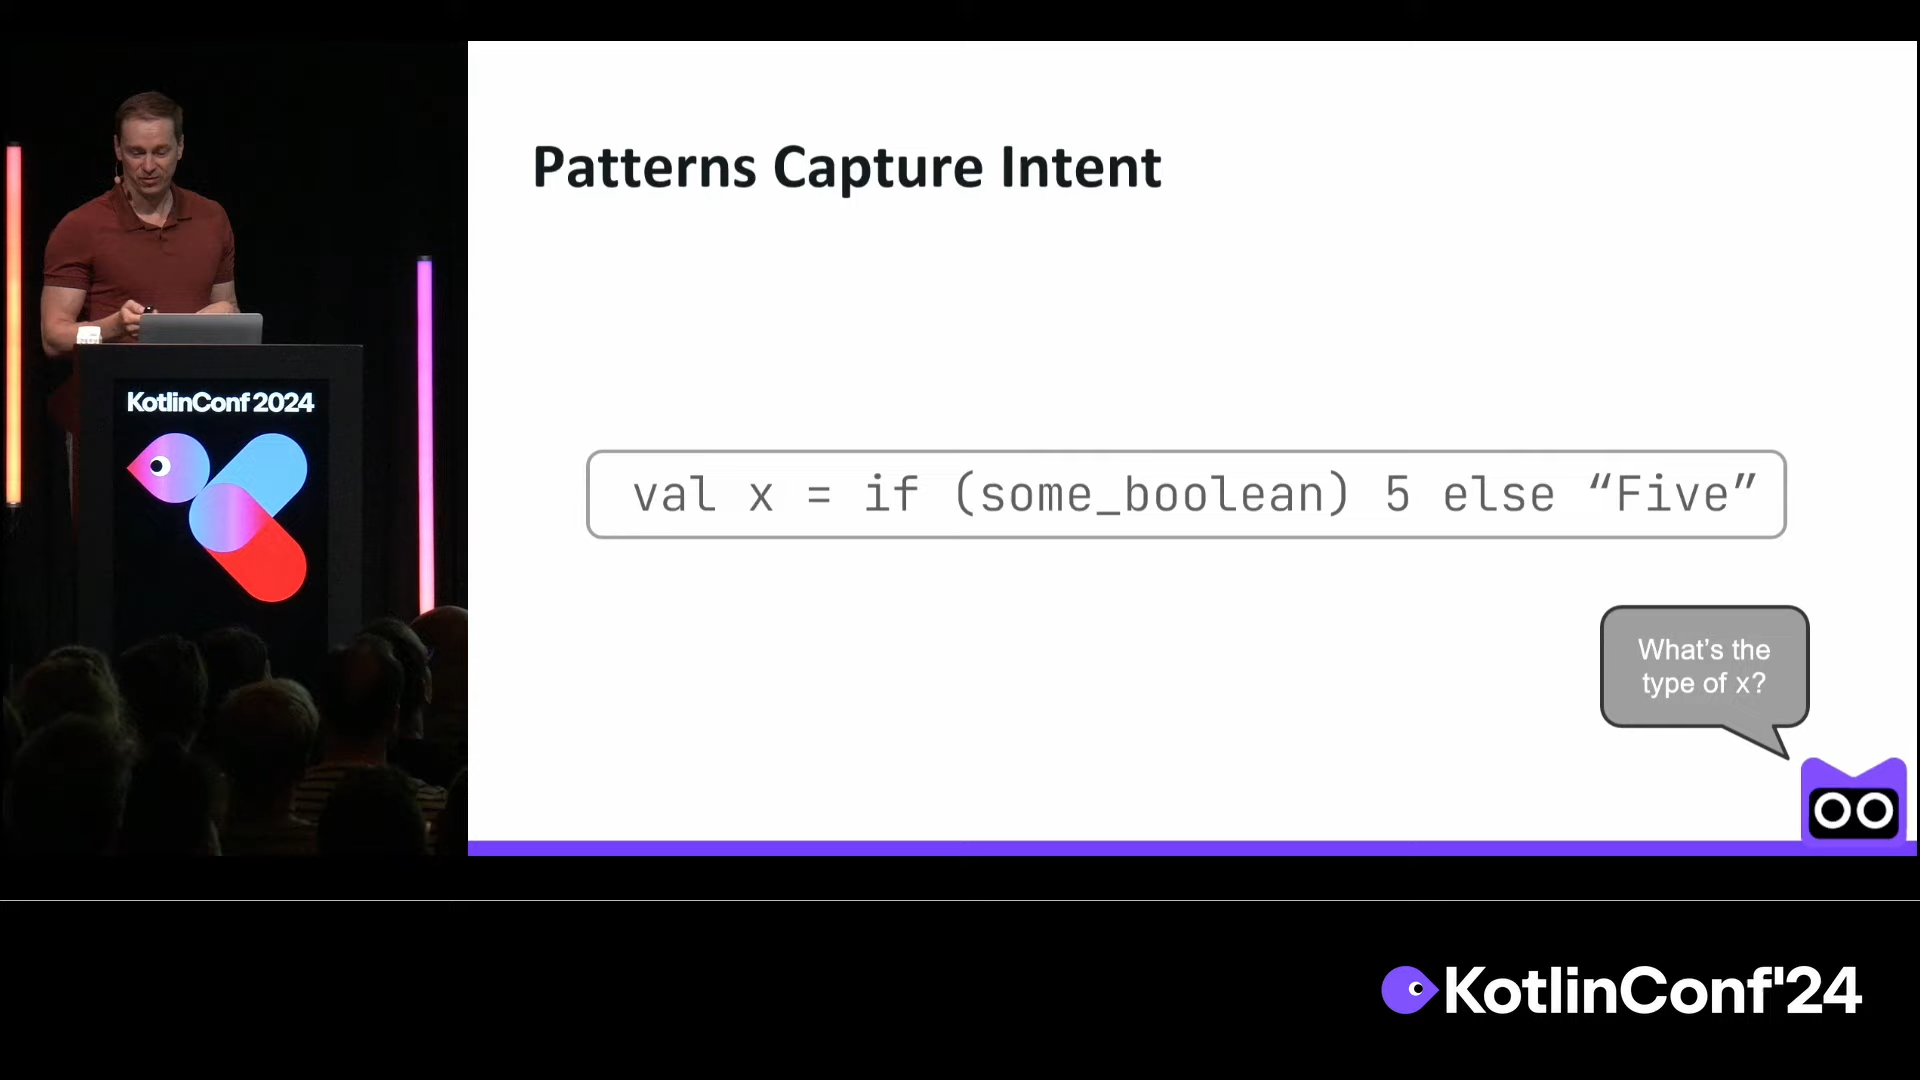 Patterns Capture Intent
val x = if (some_boolean) 5 else “Five”
What's the
type of x?
KotlinConf 2024
KotlinConf'24